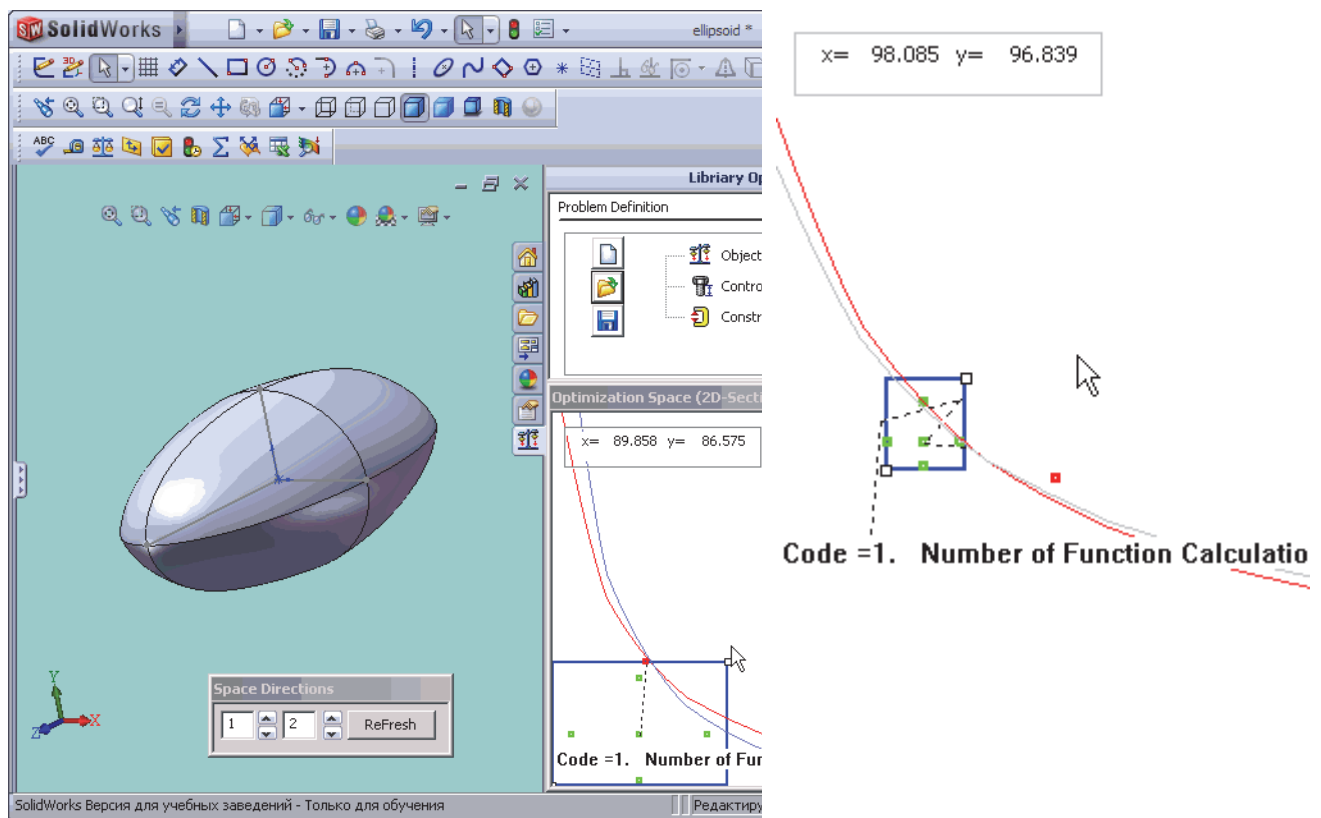 SolidWorks
ellipsoid *
3D
ABC
Libriary Op
Problem Definition
Object
Contro
Constr
Optimization Space (2D-Secti
x= 89.858 y= 86.575
Code =1. Number of Fur
Y
X
Z
Space Directions
1 2 ReFresh
SolidWorks Версия для учебных заведений - Только для обучения
Редактиру
x= 98.085 y= 96.839
Code =1. Number of Function Calculatio